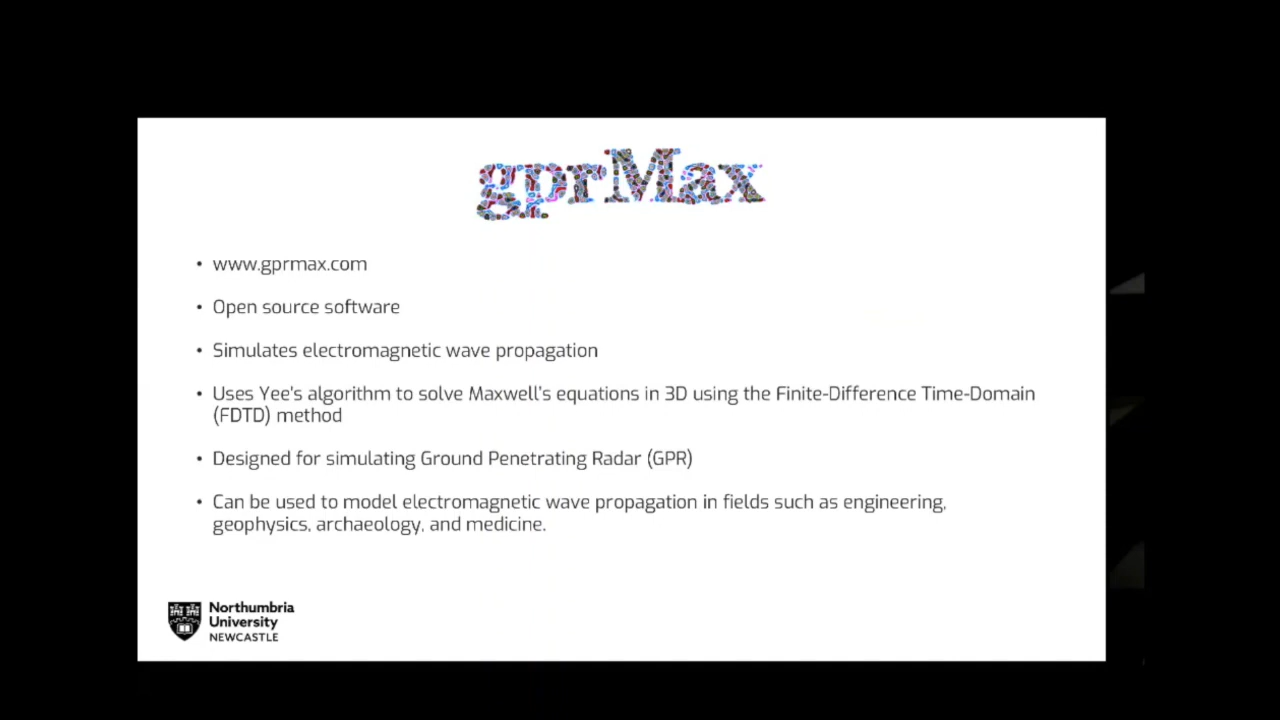 gprMax
• www.gprmax.com
• Open source software
• Simulates electromagnetic wave propagation
• Uses Yee's algorithm to solve Maxwell's equations in 3D using the Finite-Difference Time-Domain
(FDTD) method
• Designed for simulating Ground Penetrating Radar (GPR)
• Can be used to model electromagnetic wave propagation in fields such as engineering,
geophysics, archaeology, and medicine.
Northumbria
University
NEWCASTLE